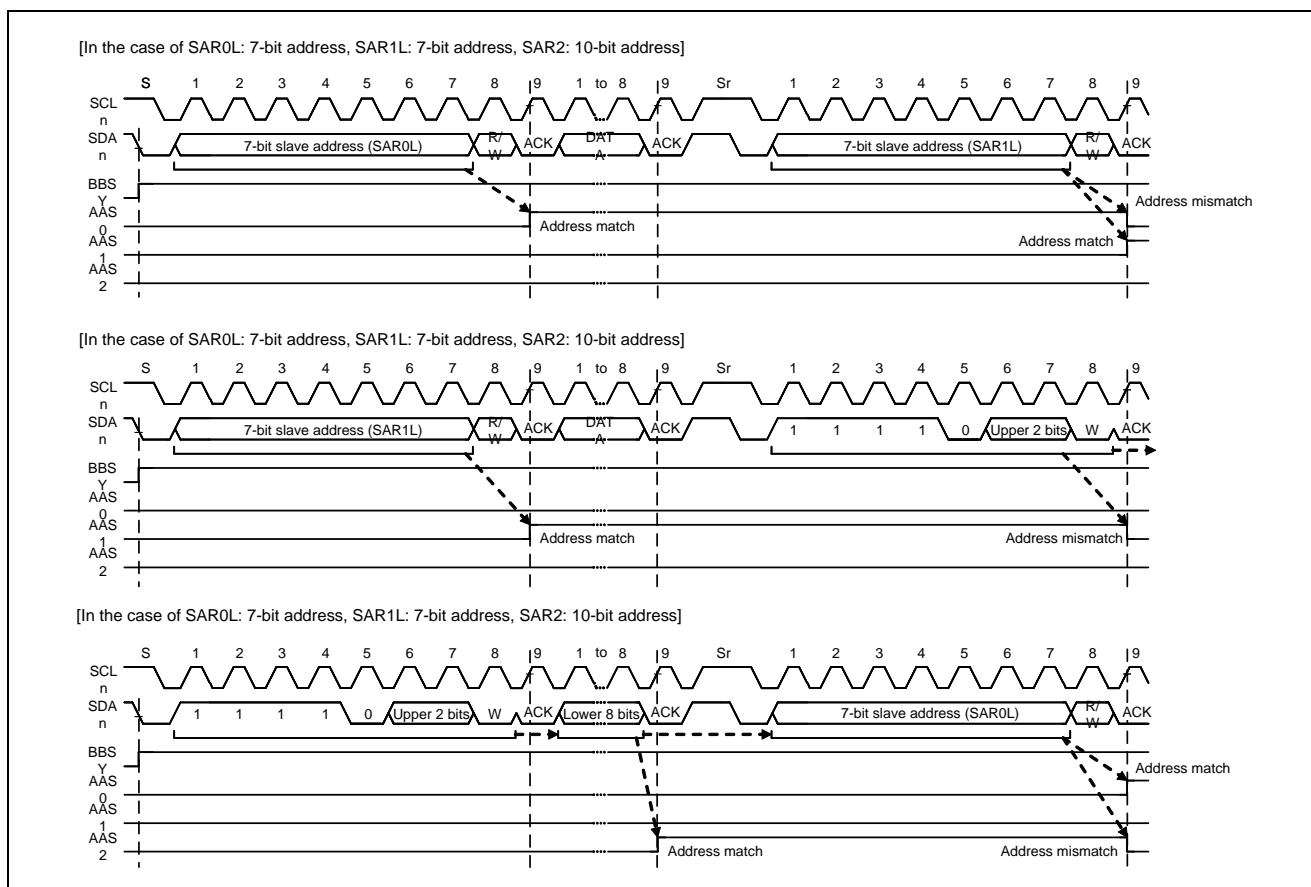 [In the case of SAR0L: 7-bit address, SAR1L: 7-bit address, SAR2: 10-bit address]
S 1 2 3 4 5 6 7 8 9 1 to 8 9 Sr 1 2 3 4 5 6 7 8 9
SCL
n
SDA
n
7-bit slave address (SAR0L) R/
W ACK DAT
A ACK 7-bit slave address (SAR1L) R/
W ACK
BBS
Y
Address mismatch
AAS
0
Address match
Address match
AAS
1
AAS
2
[In the case of SAR0L: 7-bit address, SAR1L: 7-bit address, SAR2: 10-bit address]
S 1 2 3 4 5 6 7 8 9 1 to 8 9 Sr 1 2 3 4 5 6 7 8 9
SCL
n
SDA
n
7-bit slave address (SAR1L) R/
W ACK DAT
A ACK 1 1 1 1 0 Upper 2 bits W ACK
BBS
Y
AAS
0
AAS
1
Address match Address mismatch
AAS
2
[In the case of SAR0L: 7-bit address, SAR1L: 7-bit address, SAR2: 10-bit address]
S 1 2 3 4 5 6 7 8 9 1 to 8 9 Sr 1 2 3 4 5 6 7 8 9
SCL
n
SDA
n
1 1 1 1 0 Upper 2 bits W ACK Lower 8 bits ACK 7-bit slave address (SAR0L) R/
W ACK
BBS
Y
Address match
AAS
0
AAS
1
AAS
2
Address match Address mismatch